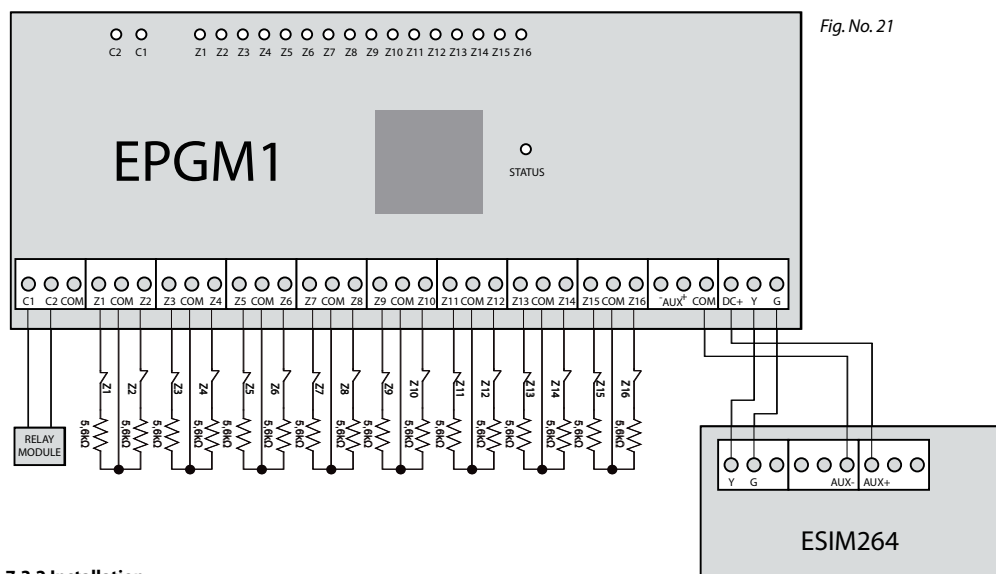 Fig. No. 21
C2 C1 Z1 Z2 Z3 Z4 Z5 Z6 Z7 Z8 Z9 Z10 Z11 Z12 Z13 Z14 Z15 Z16
EPGM1
STATUS
C1 C2 COM Z1 COM Z2 Z3 COM Z4 Z5 COM Z6 Z7 COM Z8 Z9 COM Z10 Z11 COM Z12 Z13 COM Z14 Z15 COM Z16 -AUX+ COM DC+ Y G
Z1 Z2 Z3 Z4 Z5 Z6 Z7 Z8 Z9 Z10 Z11 Z12 Z13 Z14 Z15 Z16
5,6kΩ 5,6kΩ 5,6kΩ 5,6kΩ 5,6kΩ 5,6kΩ 5,6kΩ 5,6kΩ 5,6kΩ 5,6kΩ 5,6kΩ 5,6kΩ 5,6kΩ 5,6kΩ 5,6kΩ 5,6kΩ
RELAY
MODULE
Y G AUX- AUX+
ESIM264